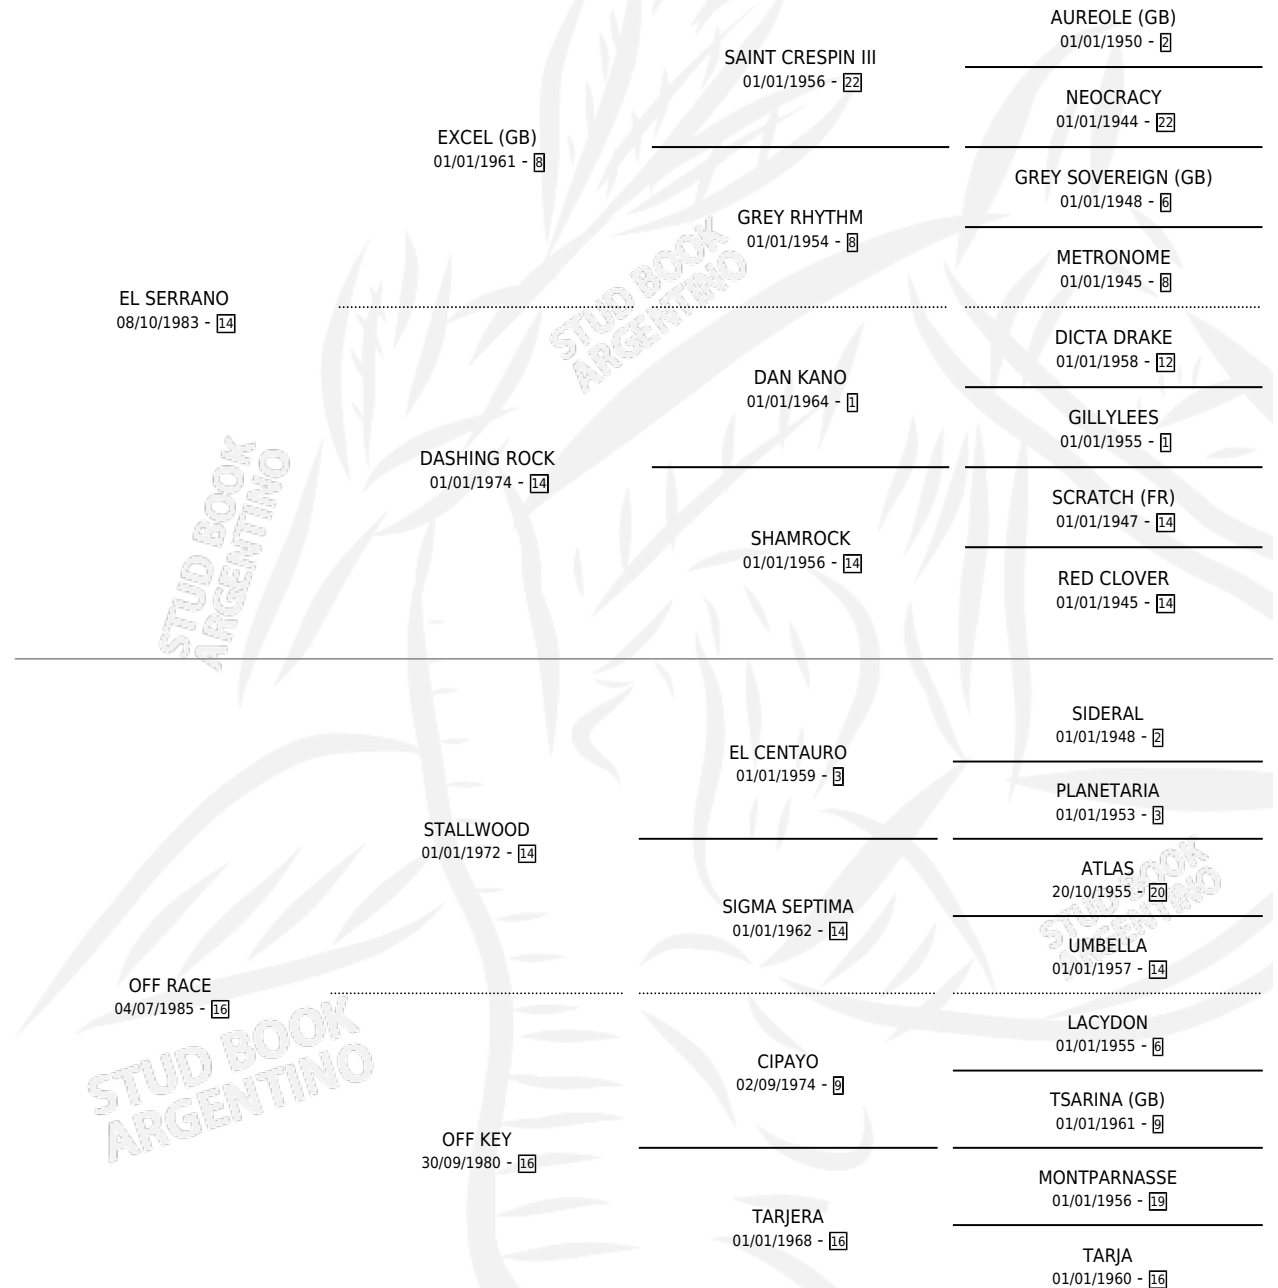 AUREOLE (GB)
01/01/1950 - 2
SAINT CRESPIN III
01/01/1956 - 22
NEOCRACY
01/01/1944 - 22
EXCEL (GB)
01/01/1961 - 8
GREY SOVEREIGN (GB)
01/01/1948 - 6
GREY RHYTHM
01/01/1954 - 8
METRONOME
01/01/1945 - 8
EL SERRANO
08/10/1983 - 14
DICTA DRAKE
01/01/1958 - 12
DAN KANO
01/01/1964 - 1
GILLYLEES
01/01/1955 - 1
DASHING ROCK
01/01/1974 - 14
SCRATCH (FR)
01/01/1947 - 14
SHAMROCK
01/01/1956 - 14
RED CLOVER
01/01/1945 - 14
SIDERAL
01/01/1948 - 2
EL CENTAURO
01/01/1959 - 3
PLANETARIA
01/01/1953 - 3
STALLWOOD
01/01/1972 - 14
ATLAS
20/10/1955 - 20
SIGMA SEPTIMA
01/01/1962 - 14
UMBELLA
01/01/1957 - 14
OFF RACE
04/07/1985 - 16
LACYDON
01/01/1955 - 6
CIPAYO
02/09/1974 - 9
TSARINA (GB)
01/01/1961 - 9
OFF KEY
30/09/1980 - 16
MONTPARNASSE
01/01/1956 - 19
TARJERA
01/01/1968 - 16
TARJA
01/01/1960 - 16
STUD BOOK
ARGENTINO
STUD BOOK
ARGENTINO
STUD BOOK
ARGENTINO
STUD BOOK
ARGENTINO